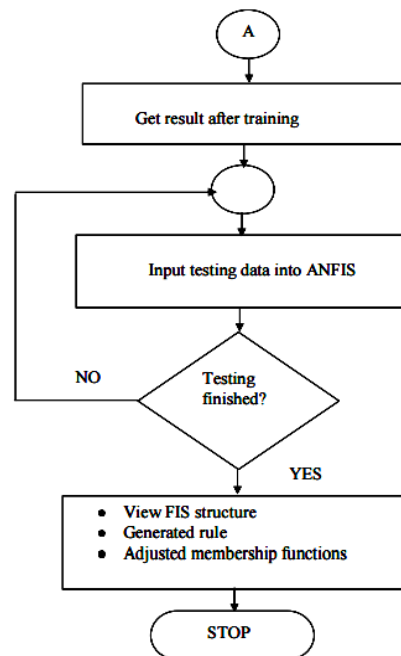 A
Get result after training
Input testing data into ANFIS
Testing
finished?
NO
YES
● View FIS structure
● Generated rule
● Adjusted membership functions
STOP